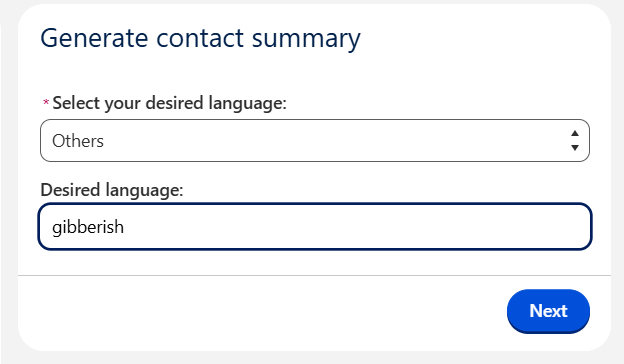 Generate contact summary
* Select your desired language:
Others
Desired language:
gibberish
Next